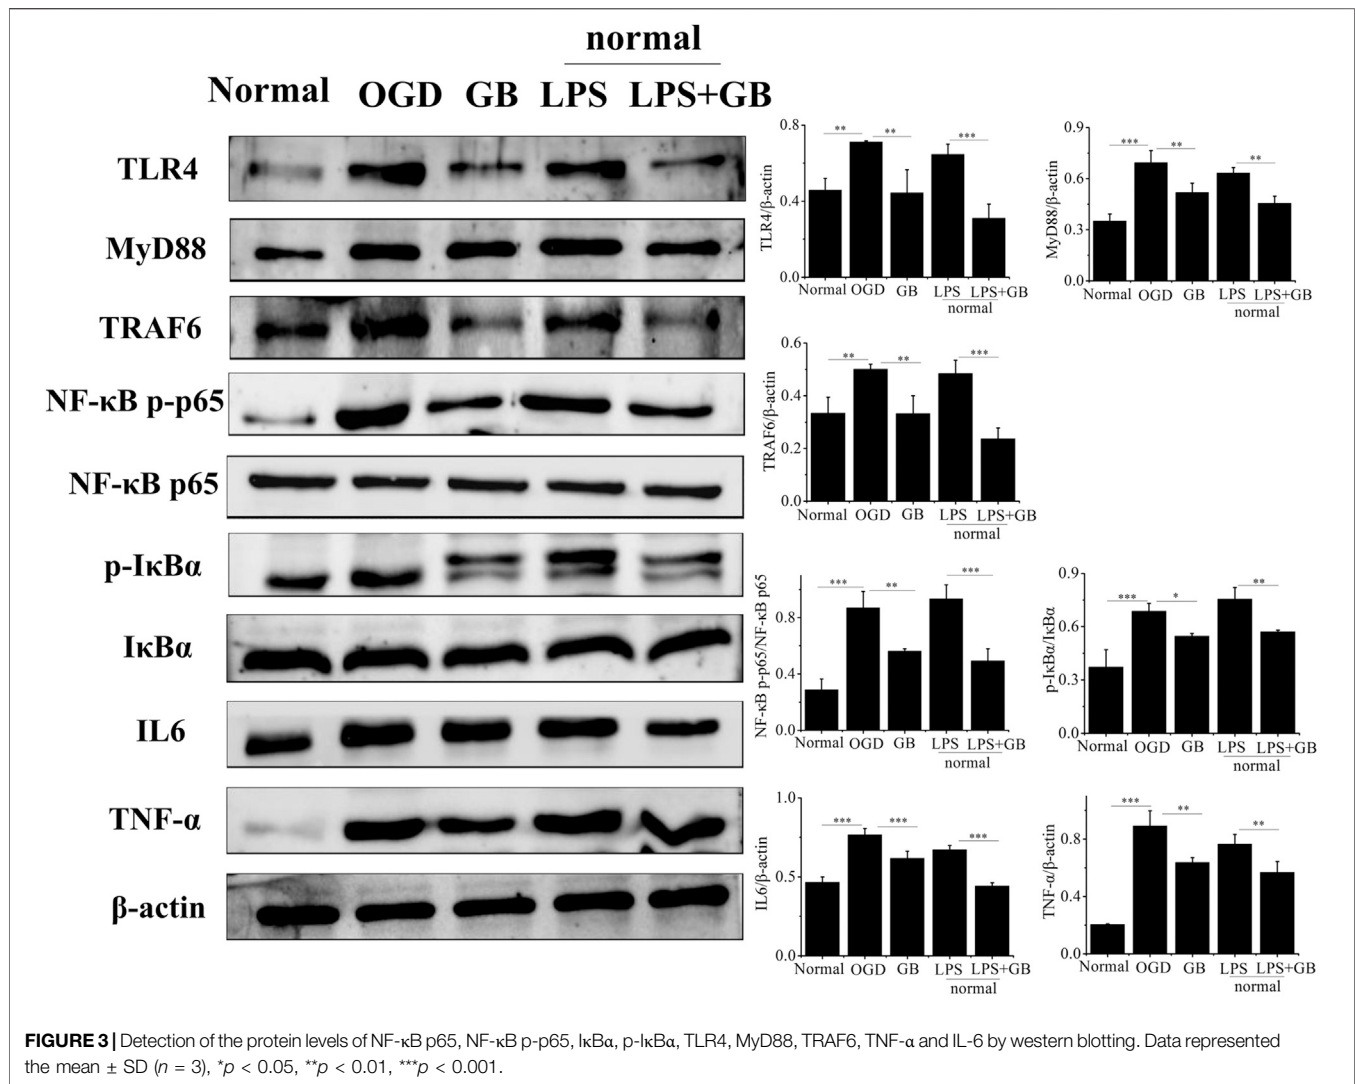 normal
Normal OGD GB LPS LPS+GB
TLR4
MyD88
TRAF6
NF-κB p-p65
NF-κB p65
p-IκBα
IκBα
IL6
TNF-α
β-actin
TLR4/β-actin
0.8
0.4
0.0
** ** ***
Normal OGD GB LPS LPS+GB
normal
MyD88/β-actin
0.9
0.6
0.3
0.0
*** ** **
Normal OGD GB LPS LPS+GB
normal
TRAF6/β-actin
0.6
0.4
0.2
0.0
** ** ***
Normal OGD GB LPS LPS+GB
normal
NF-κB p-p65/NF-κB p65
0.8
0.4
0.0
*** ** ***
Normal OGD GB LPS LPS+GB
normal
p-IκBα/IκBα
0.9
0.6
0.3
0.0
*** * **
Normal OGD GB LPS LPS+GB
normal
IL6/β-actin
1.0
0.5
0.0
*** *** ***
Normal OGD GB LPS LPS+GB
normal
TNF-α/β-actin
0.8
0.4
0.0
*** ** **
Normal OGD GB LPS LPS+GB
normal
FIGURE 3 | Detection of the protein levels of NF-κB p65, NF-κB p-p65, IκBα, p-IκBα, TLR4, MyD88, TRAF6, TNF-α and IL-6 by western blotting. Data represented
the mean ± SD (n = 3), *p < 0.05, **p < 0.01, ***p < 0.001.